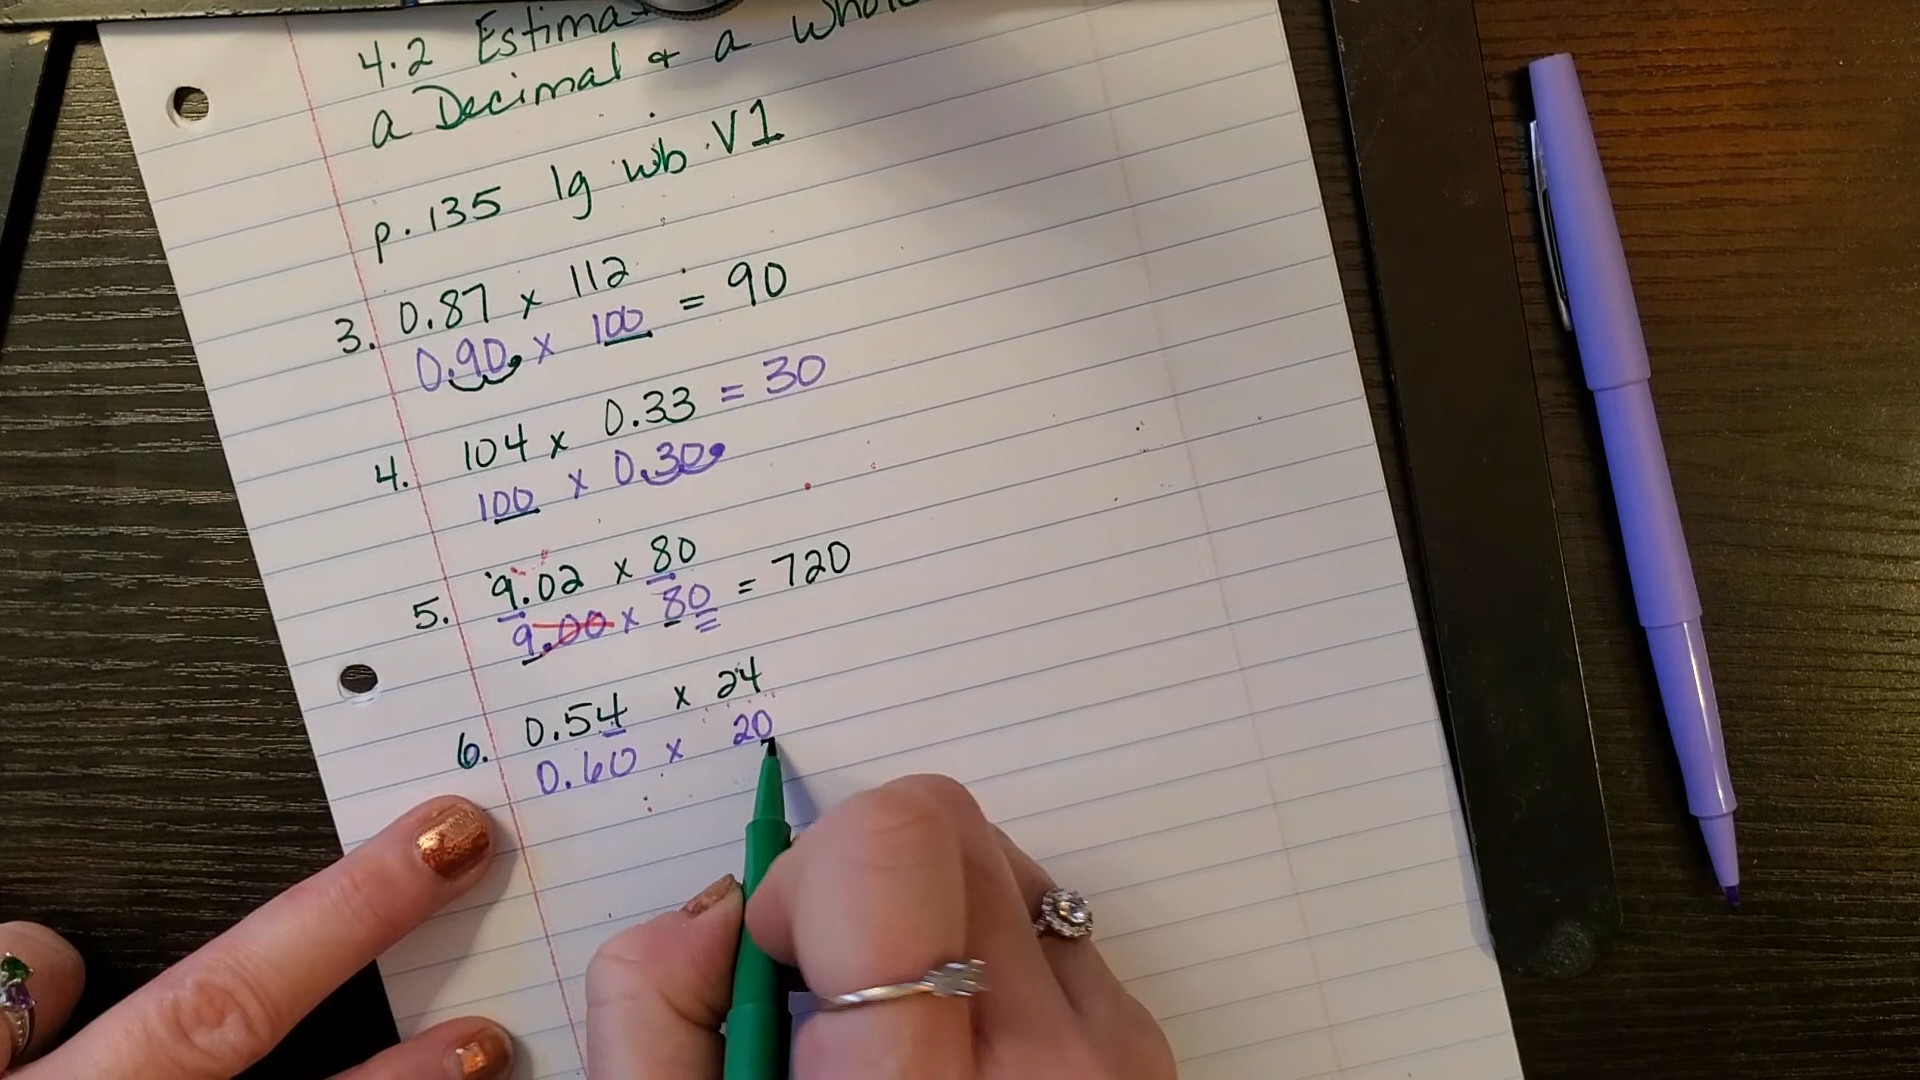 4.2 Estima
a Decimal & a Whole
p. 135 lg wb V1
3. 0.87 x 112 = 90
0.90 x 100
4. 104 x 0.33 = 30
100 x 0.30
5. 9.02 x 80
9.00 x 80 = 720
6. 0.54 x 24
0.60 x 20